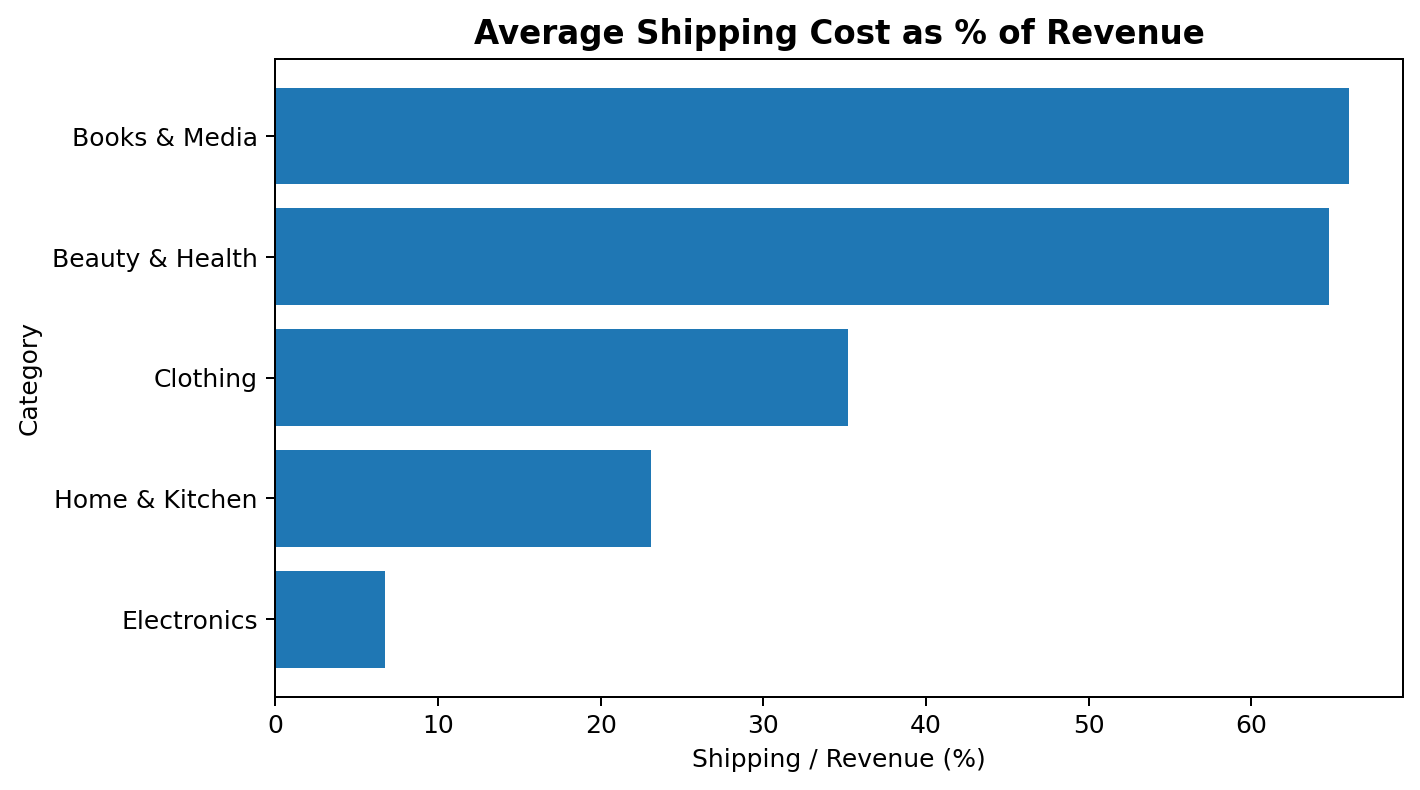 Average Shipping Cost as % of Revenue
Books & Media
Beauty & Health
Clothing
Home & Kitchen
Electronics
Category
0 10 20 30 40 50 60
Shipping / Revenue (%)